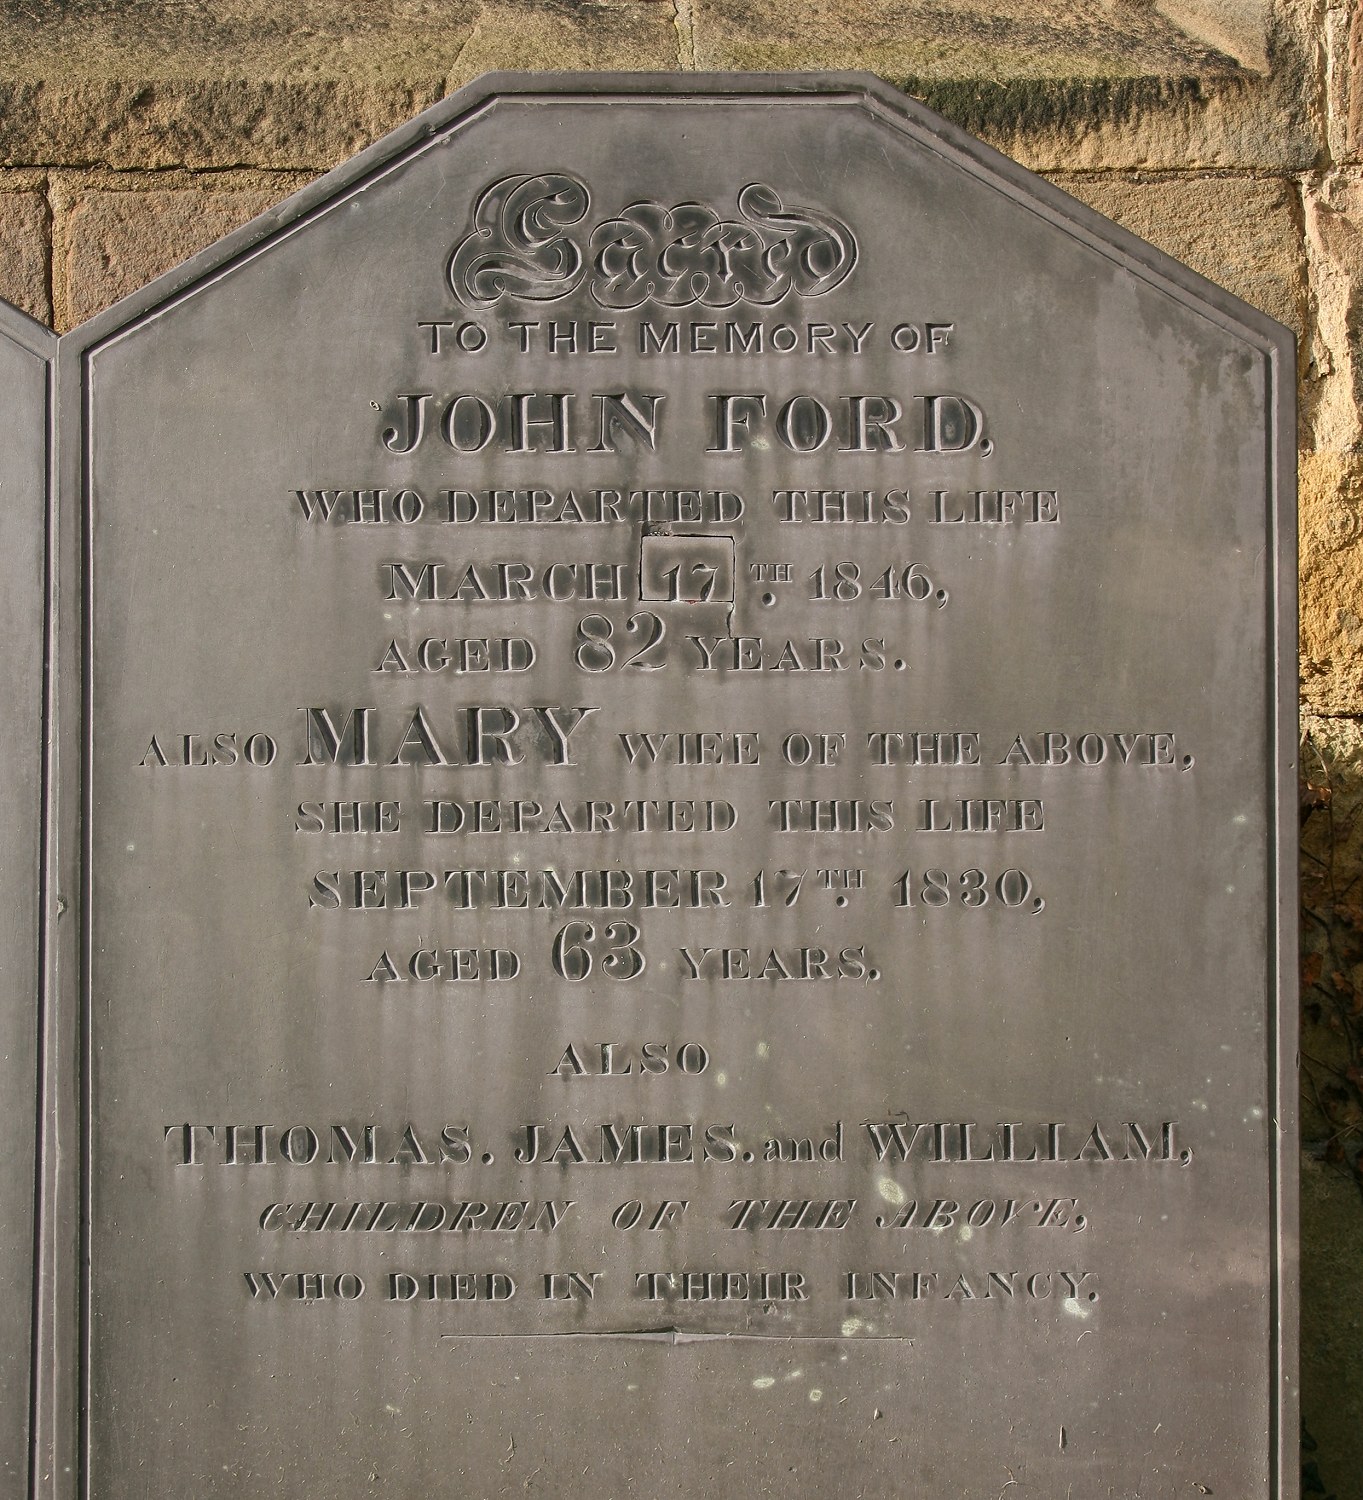 Sacred
TO THE MEMORY OF
JOHN FORD,
WHO DEPARTED THIS LIFE
MARCH 17TH. 1846,
AGED 82 YEARS.
ALSO MARY WIFE OF THE ABOVE,
SHE DEPARTED THIS LIFE
SEPTEMBER 17TH. 1830,
AGED 63 YEARS.
ALSO
THOMAS. JAMES. and WILLIAM,
CHILDREN OF THE ABOVE,
WHO DIED IN THEIR INFANCY.